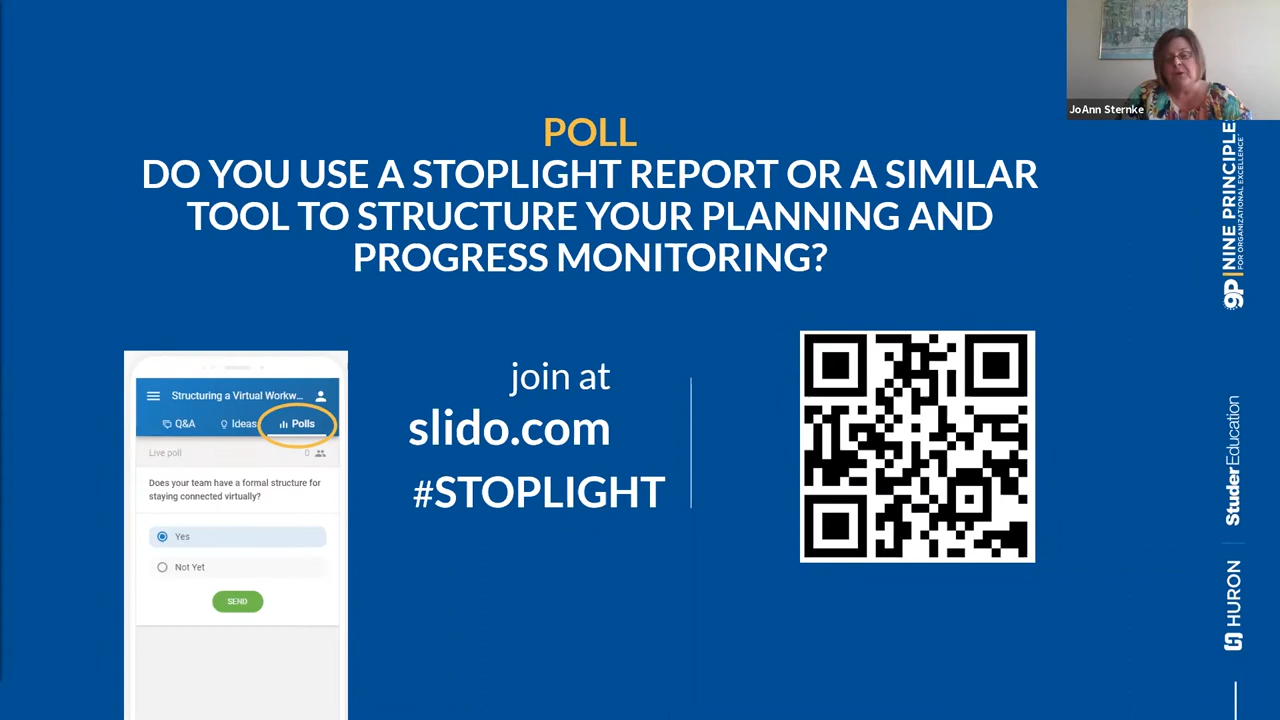 POLL
DO YOU USE A STOPLIGHT REPORT OR A SIMILAR
TOOL TO STRUCTURE YOUR PLANNING AND
PROGRESS MONITORING?
JoAnn Sternke
join at
slido.com
#STOPLIGHT
Structuring a Virtual Workw...
Q&A Ideas Polls
Live poll 0
Does your team have a formal structure for
staying connected virtually?
Yes
Not Yet
SEND
9P NINE PRINCIPLE
FOR ORGANIZATIONAL EXCELLENCE
StuderEducation
HURON